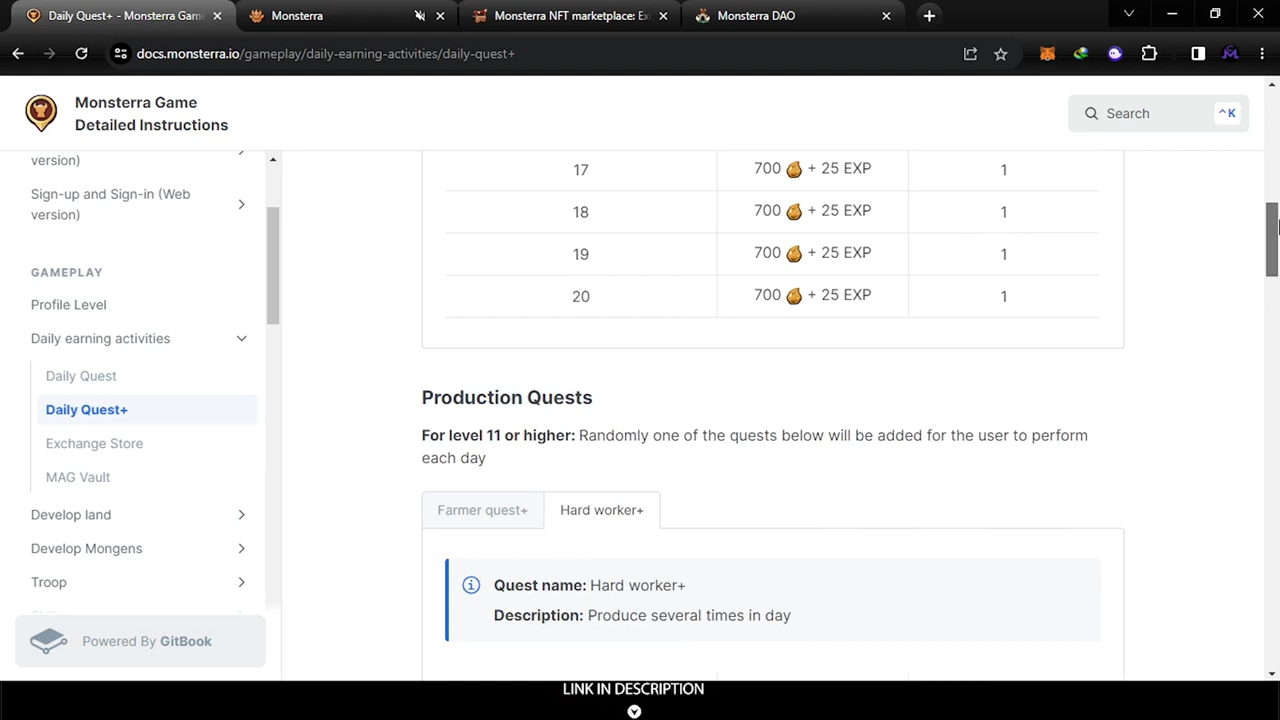 Daily Quest+ - Monsterra Gam
Monsterra
Monsterra NFT marketplace: Ex
Monsterra DAO
docs.monsterra.io/gameplay/daily-earning-activities/daily-quest+
Monsterra Game
Detailed Instructions
Search
^K
version)
Sign-up and Sign-in (Web
version)
GAMEPLAY
Profile Level
Daily earning activities
Daily Quest
Daily Quest+
Exchange Store
MAG Vault
Develop land
Develop Mongens
Troop
Powered By GitBook
17 700 + 25 EXP 1
18 700 + 25 EXP 1
19 700 + 25 EXP 1
20 700 + 25 EXP 1
Production Quests
For level 11 or higher: Randomly one of the quests below will be added for the user to perform
each day
Farmer quest+ Hard worker+
Quest name: Hard worker+
Description: Produce several times in day
LINK IN DESCRIPTION